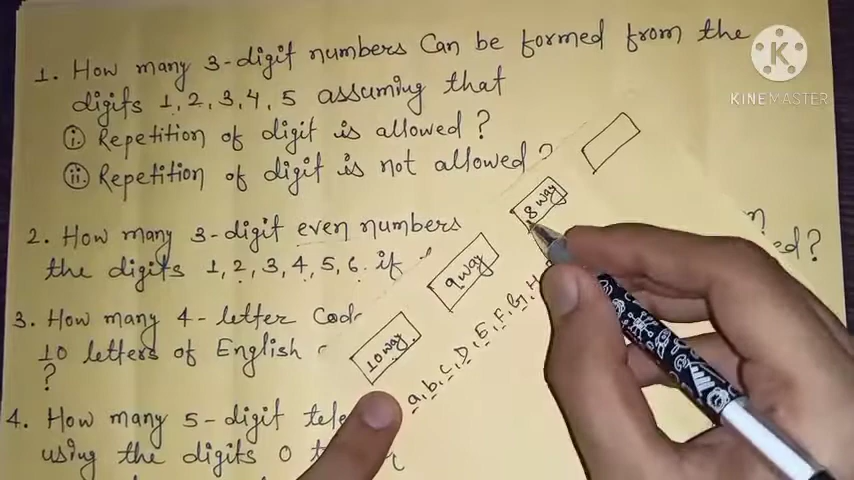 1. How many 3-digit numbers Can be formed from the
digits 1, 2, 3, 4, 5 assuming that
i. Repetition of digit is allowed?
ii. Repetition of digit is not allowed?
2. How many 3-digit even numbers
the digits 1, 2, 3, 4, 5, 6. if
ed?
3. How many 4-letter Code
10 letters of English
?
4. How many 5-digit tele
using the digits 0 t
10 way
9 way
8 way
a, b, C, D, E, F, G, H
K
KINEMASTER